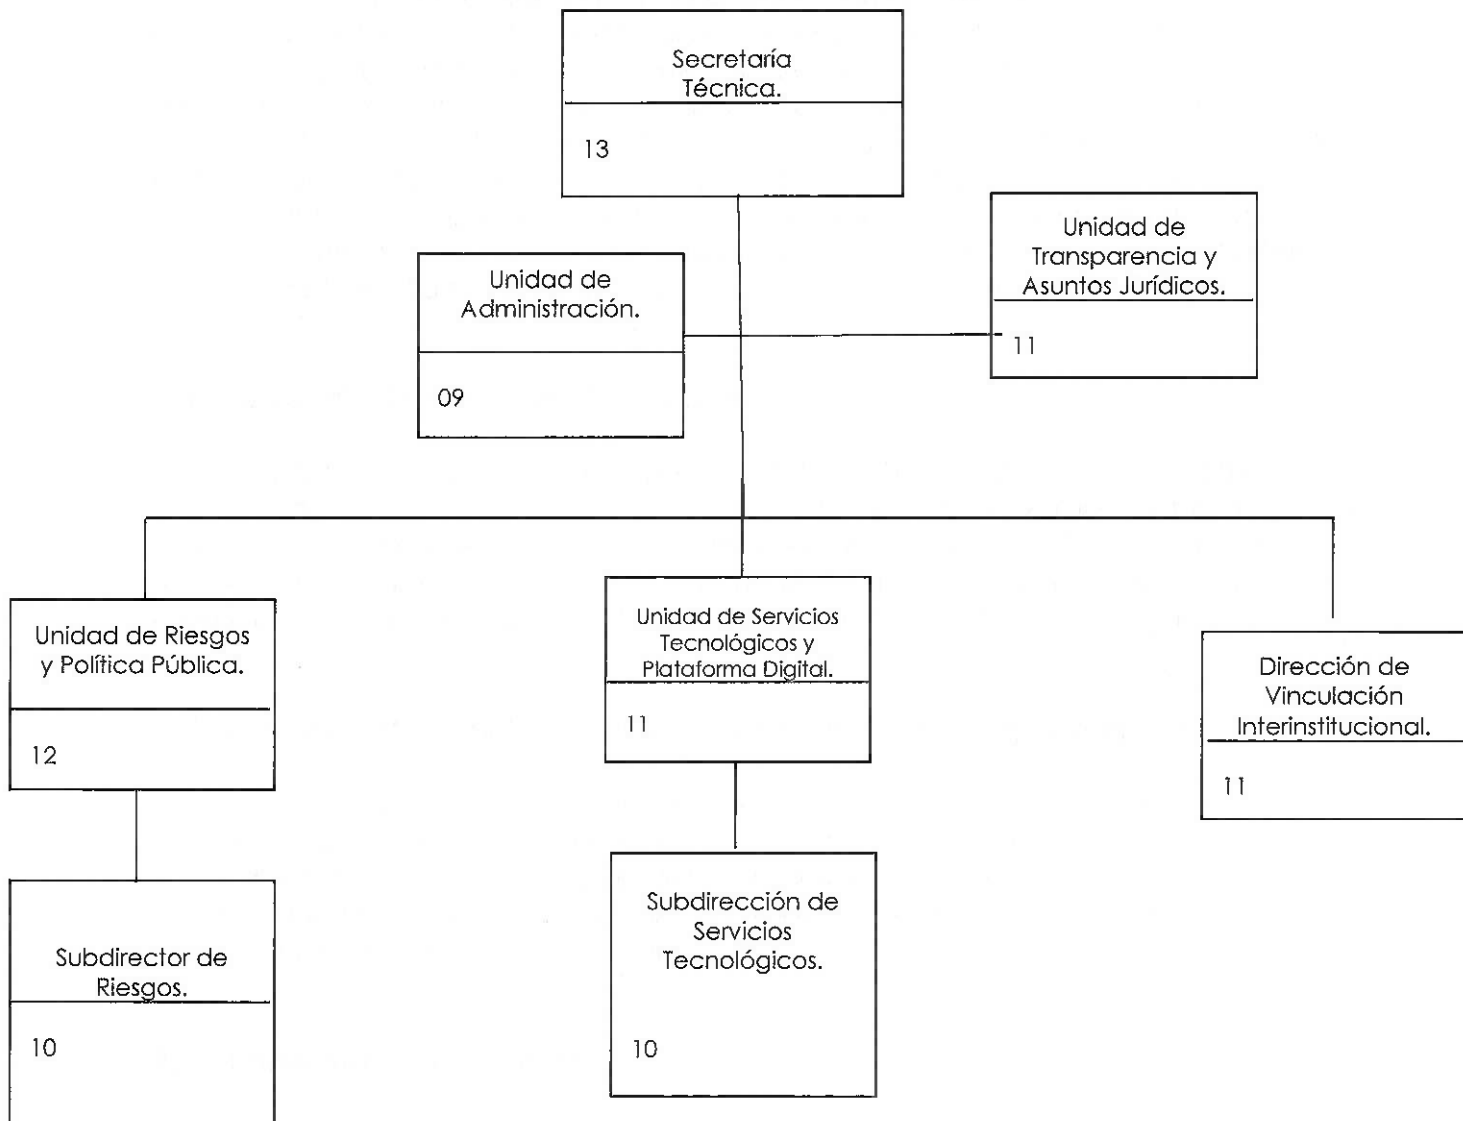 Secretaría
Técnica.
13
Unidad de
Transparencia y
Asuntos Jurídicos.
11
Unidad de
Administración.
09
Unidad de Riesgos
y Política Pública.
12
Unidad de Servicios
Tecnológicos y
Plataforma Digital.
11
Dirección de
Vinculación
Interinstitucional.
11
Subdirector de
Riesgos.
10
Subdirección de
Servicios
Tecnológicos.
10